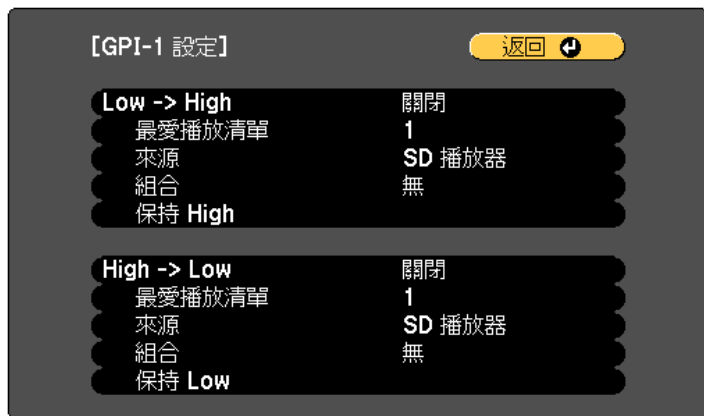 [GPI-1 設定] 返回
Low -> High 關閉
最愛播放清單 1
來源 SD 播放器
組合 無
保持 High
High -> Low 關閉
最愛播放清單 1
來源 SD 播放器
組合 無
保持 Low